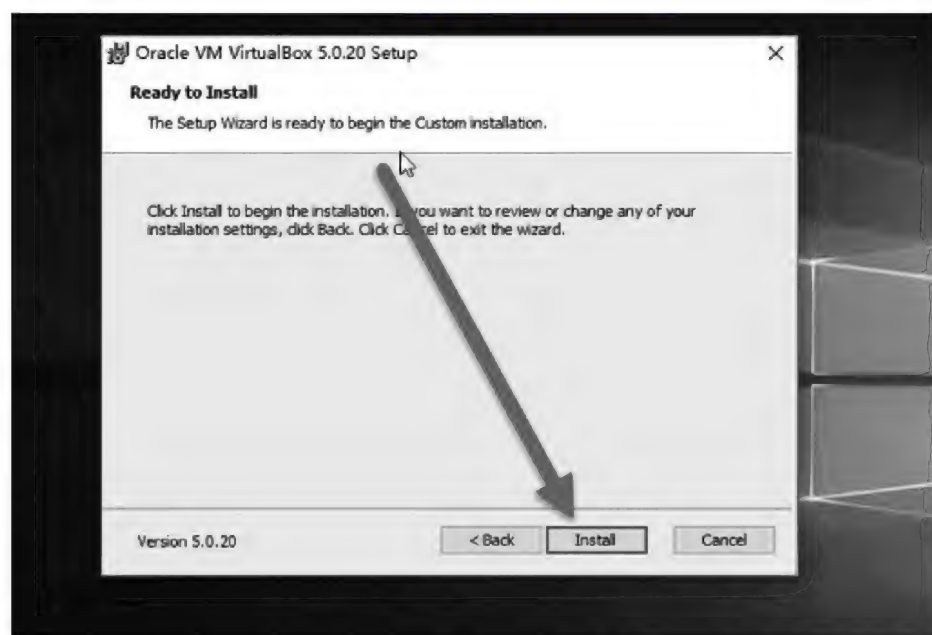 Oracle VM VirtualBox 5.0.20 Setup
Ready to Install
The Setup Wizard is ready to begin the Custom installation.
Click Install to begin the installation. you want to review or change any of your
installation settings, click Back. Click to exit the wizard.
Version 5.0.20
< Back
Install
Cancel